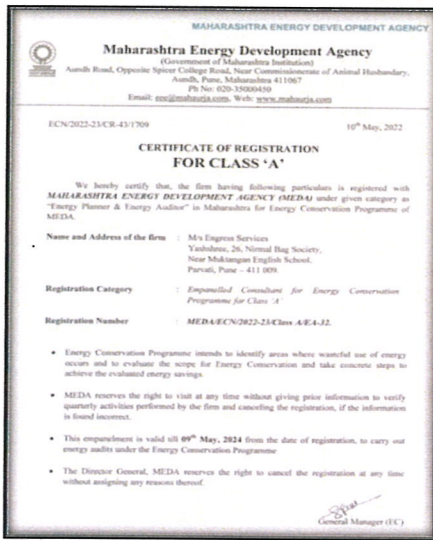 MAHARASHTRA ENERGY DEVELOPMENT AGENCY
Maharashtra Energy Development Agency
(Government of Maharashtra Institution)
Aundh Road, Opposite Spicer College Road, Near Commissionerate of Animal Husbandary,
Aundh, Pune, Maharashtra 411067
Ph No: 020-35000450
Email: eee@mahaurja.com, Web: www.mahaurja.com
ECN/2022-23/CR-43/1709 10th May, 2022
CERTIFICATE OF REGISTRATION
FOR CLASS ‘A’
We hereby certify that, the firm having following particulars is registered with
MAHARASHTRA ENERGY DEVELOPMENT AGENCY (MEDA) under given category as
“Energy Planner & Energy Auditor” in Maharashtra for Energy Conservation Programme of
MEDA.
Name and Address of the firm : M/s Engress Services
Yashshree, 26, Nirmal Bag Society,
Near Muktangan English School,
Parvati, Pune – 411 009.
Registration Category : Empanelled Consultant for Energy Conservation
Programme for Class ‘A’
Registration Number : MEDA/ECN/2022-23/Class A/EA-32.
• Energy Conservation Programme intends to identify areas where wasteful use of energy
occurs and to evaluate the scope for Energy Conservation and take concrete steps to
achieve the evaluated energy savings.
• MEDA reserves the right to visit at any time without giving prior information to verify
quarterly activities performed by the firm and canceling the registration, if the information
is found incorrect.
• This empanelment is valid till 09th May, 2024 from the date of registration, to carry out
energy audits under the Energy Conservation Programme
• The Director General, MEDA reserves the right to cancel the registration at any time
without assigning any reasons thereof.
General Manager (EC)